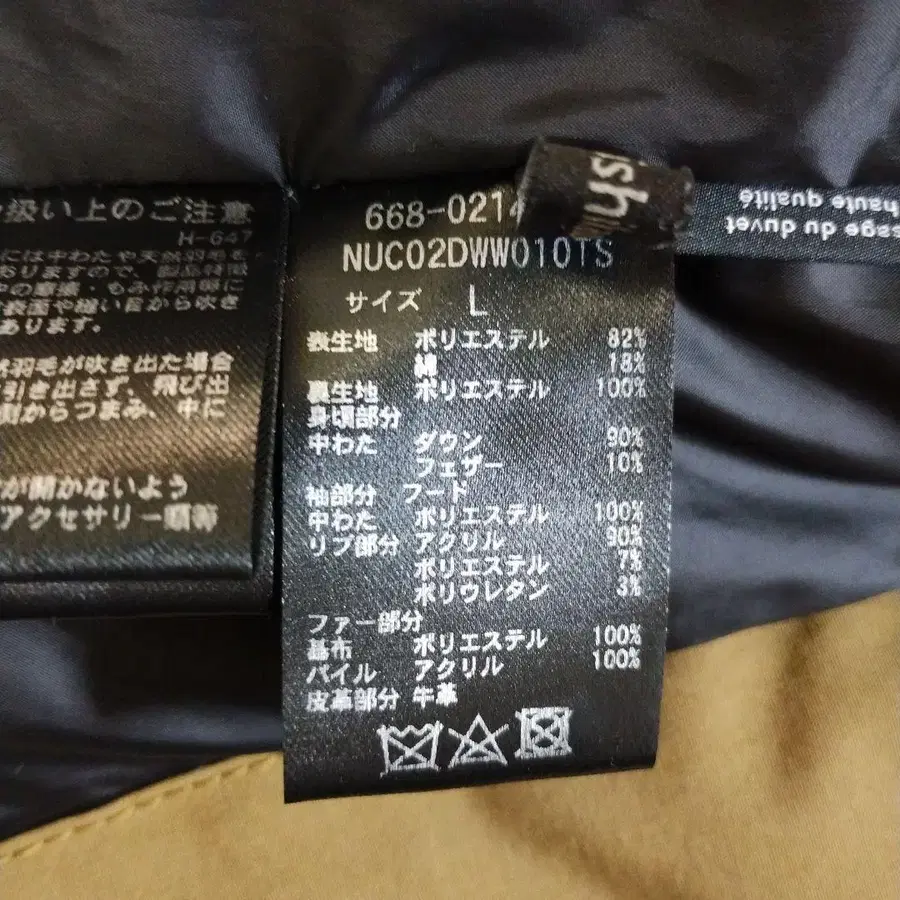 扱い上のご注意
H-647
には中わたや天然羽毛を
おりますので、製品特徴
中の摩擦・もみ作用等に
表面や縫い目から吹き
あります。
羽毛が吹き出た場合
引き出さず、飛び出
からつまみ、中に
が開かないよう
アクセサリー類等
668-0214
NUC02DWW010TS
サイズ L
表生地 ポリエステル 82%
綿 18%
裏生地 ポリエステル 100%
身頃部分
中わた ダウン 90%
フェザー 10%
袖部分 フード
中わた ポリエステル 100%
リブ部分 アクリル 90%
ポリエステル 7%
ポリウレタン 3%
ファー部分
基布 ポリエステル 100%
パイル アクリル 100%
皮革部分 牛革
sh
sage du duvet
haute qualité